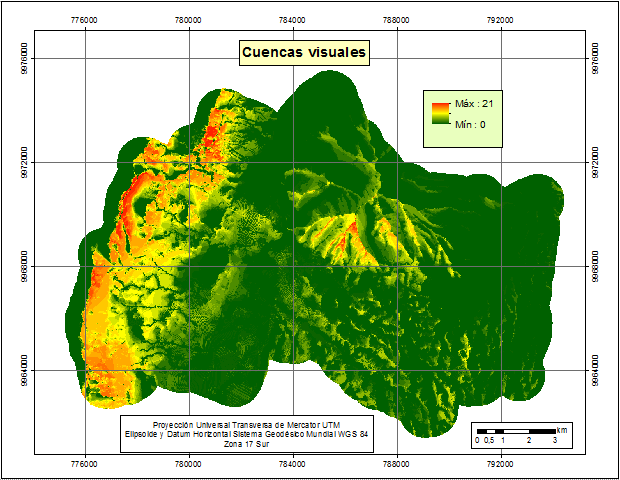 776000 780000 784000 788000 792000
Cuencas visuales
9976000 9976000
Máx : 21
Mín : 0
9972000 9972000
9968000 9968000
9964000 9964000
Proyección Universal Transversa de Mercator UTM
Elipsoide y Datum Horizontal Sistema Geodésico Mundial WGS 84
Zona 17 Sur
km
0 0,5 1 2 3
776000 780000 784000 788000 792000